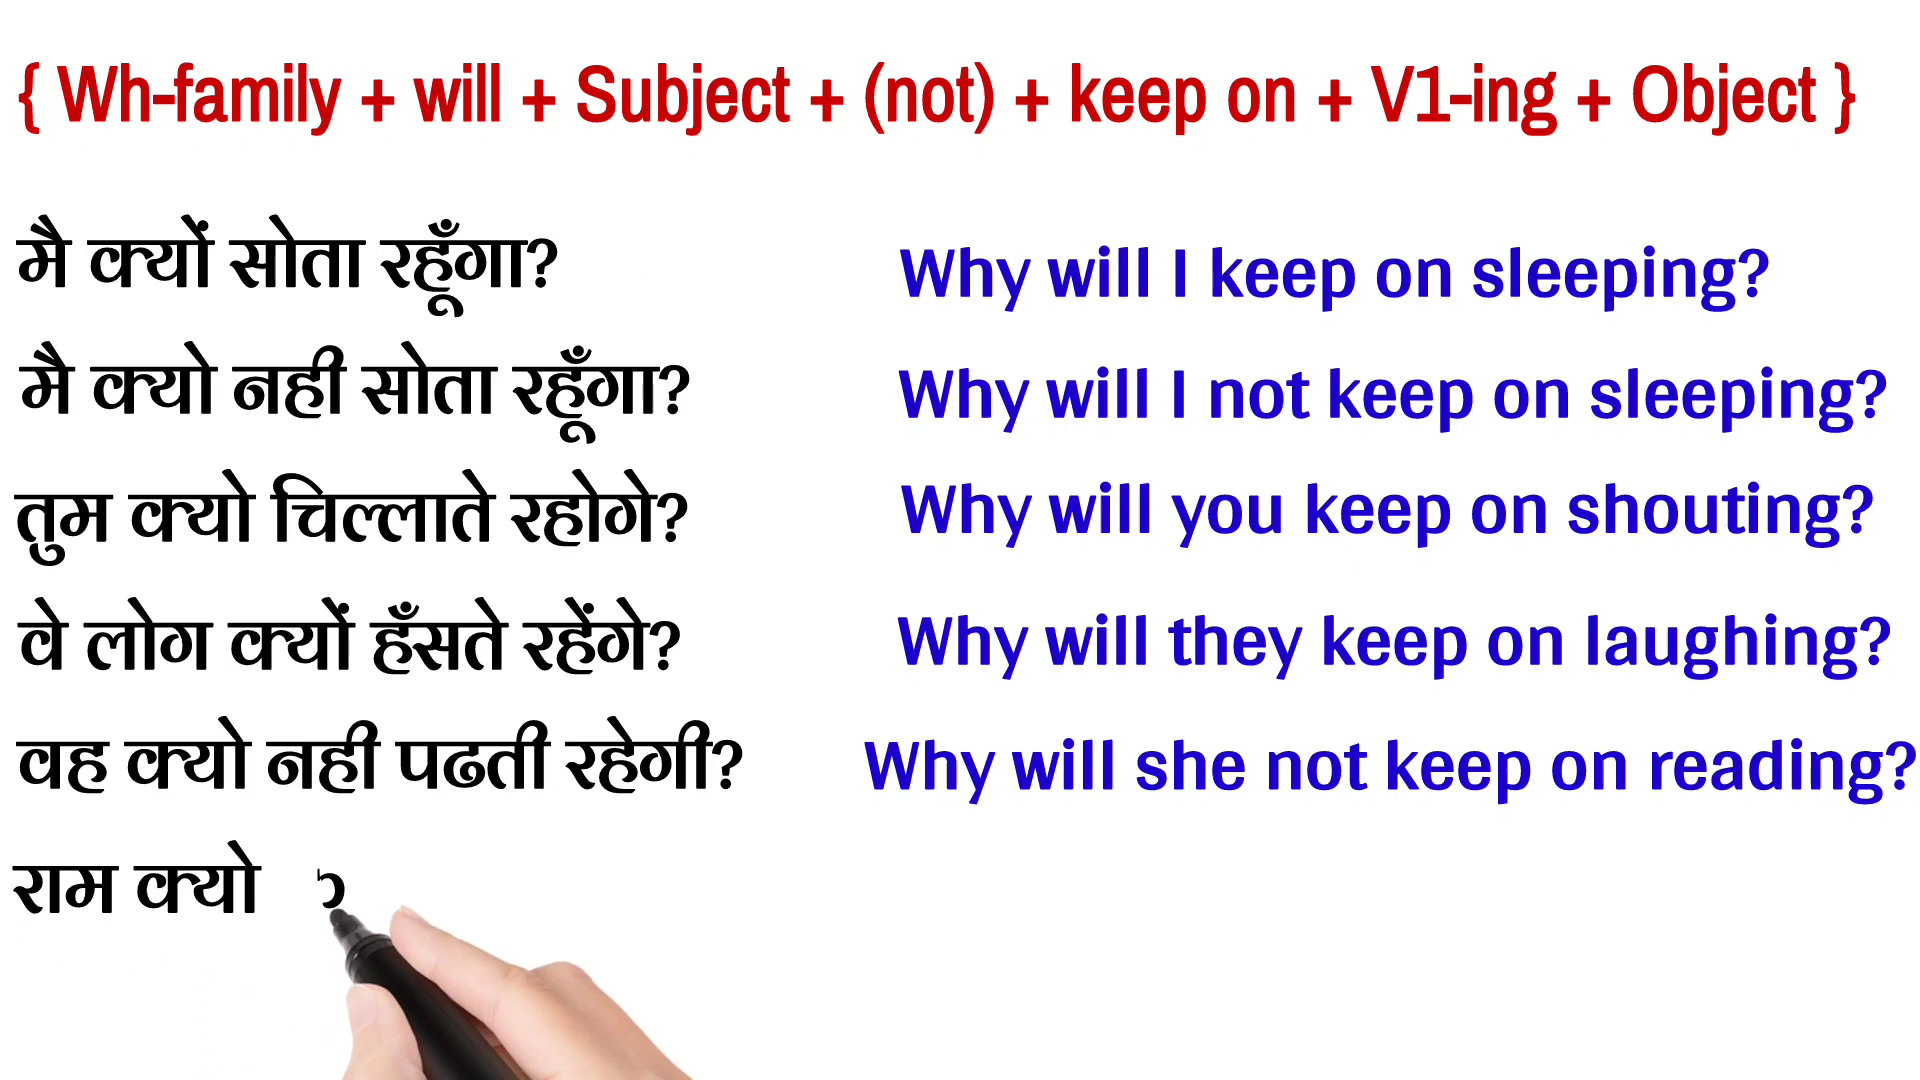 { Wh-family + will + Subject + (not) + keep on + V1-ing + Object }
मै क्यों सोता रहूँगा? Why will I keep on sleeping?
मै क्यो नही सोता रहूँगा? Why will I not keep on sleeping?
तुम क्यो चिल्लाते रहोगे? Why will you keep on shouting?
वे लोग क्यों हँसते रहेंगे? Why will they keep on laughing?
वह क्यो नही पढती रहेगी? Why will she not keep on reading?
राम क्यो